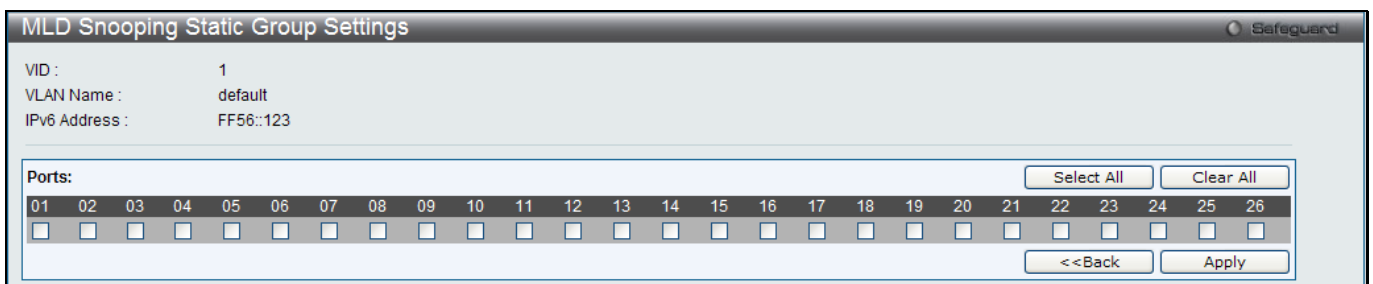 MLD Snooping Static Group Settings Safeguard
VID : 1
VLAN Name : default
IPv6 Address : FF56::123
Ports: Select All Clear All
01 02 03 04 05 06 07 08 09 10 11 12 13 14 15 16 17 18 19 20 21 22 23 24 25 26
<<Back Apply